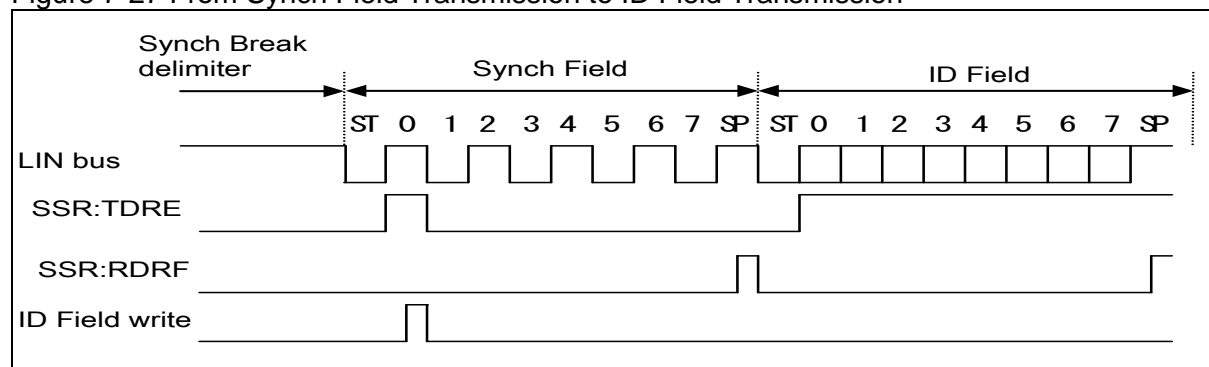 Figure 7-27 From Synch Field Transmission to ID Field Transmission
Synch Break
delimiter
Synch Field
ID Field
ST 0 1 2 3 4 5 6 7 SP ST 0 1 2 3 4 5 6 7 SP
LIN bus
SSR:TDRE
SSR:RDRF
ID Field write